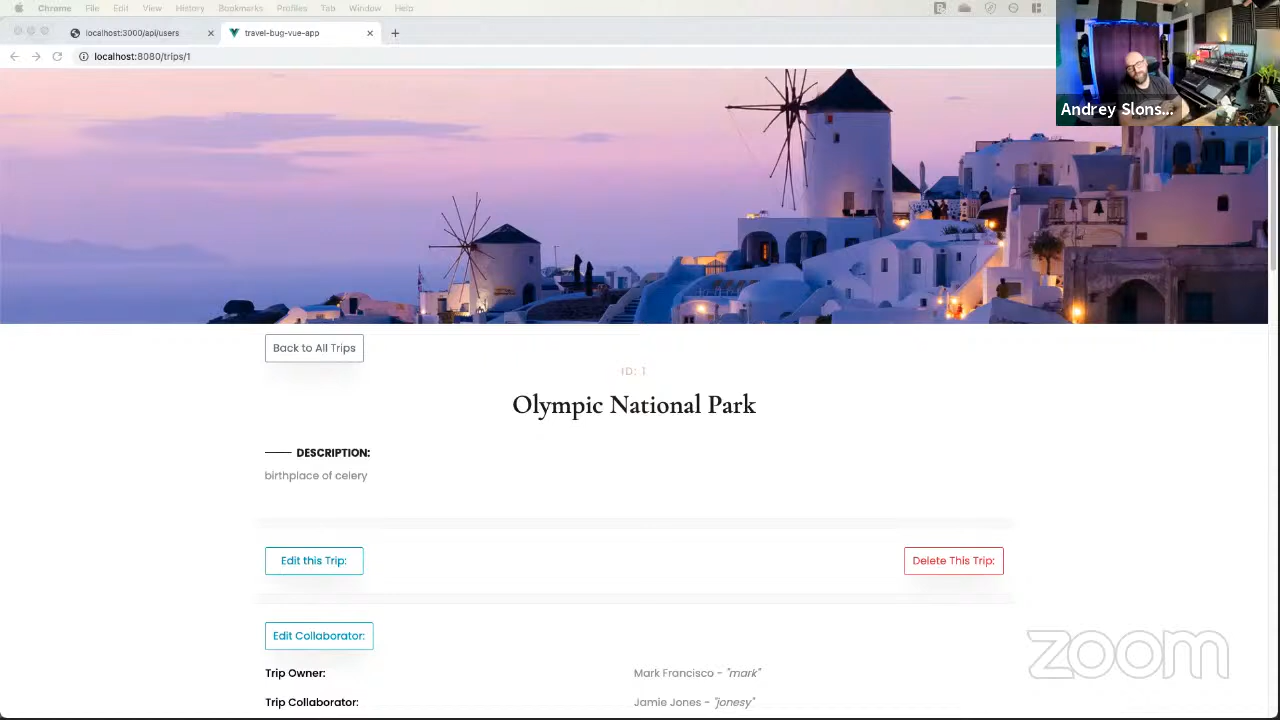 Chrome File Edit View History Bookmarks Profiles Tab Window Help
localhost:3000/api/users
travel-bug-vue-app
localhost:8080/trips/1
Andrey Slons...
Back to All Trips
ID: 1
Olympic National Park
DESCRIPTION:
birthplace of celery
Edit this Trip:
Delete This Trip:
Edit Collaborator:
Trip Owner: Mark Francisco - "mark"
Trip Collaborator: Jamie Jones - "jonesy"
zoom